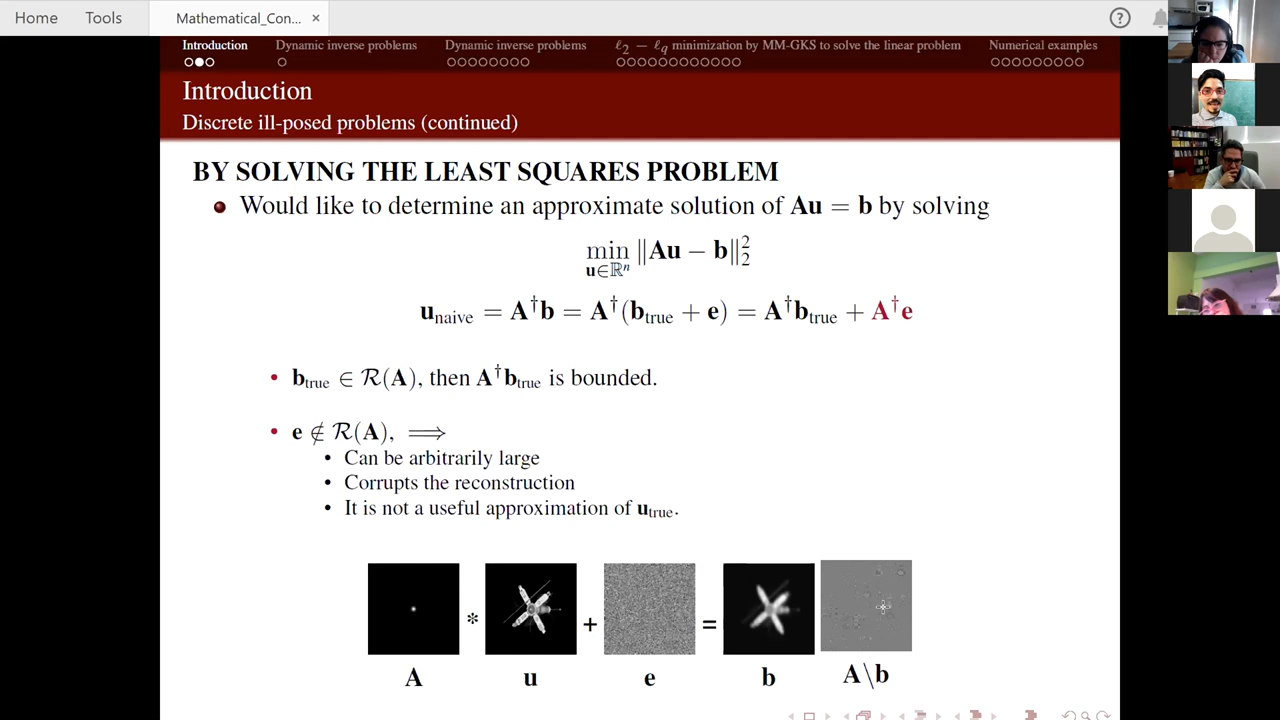 Home Tools Mathematical_Con... × ?
Introduction Dynamic inverse problems Dynamic inverse problems ℓ₂ − ℓ_q minimization by MM-GKS to solve the linear problem Numerical examples
Introduction
Discrete ill-posed problems (continued)
BY SOLVING THE LEAST SQUARES PROBLEM
Would like to determine an approximate solution of Au = b by solving
min_{u∈ℝⁿ} ‖Au − b‖₂²
u_naive = A†b = A†(b_true + e) = A†b_true + A†e
• b_true ∈ R(A), then A†b_true is bounded.
• e ∉ R(A), ⟹
• Can be arbitrarily large
• Corrupts the reconstruction
• It is not a useful approximation of u_true.
* + =
A u e b A\b